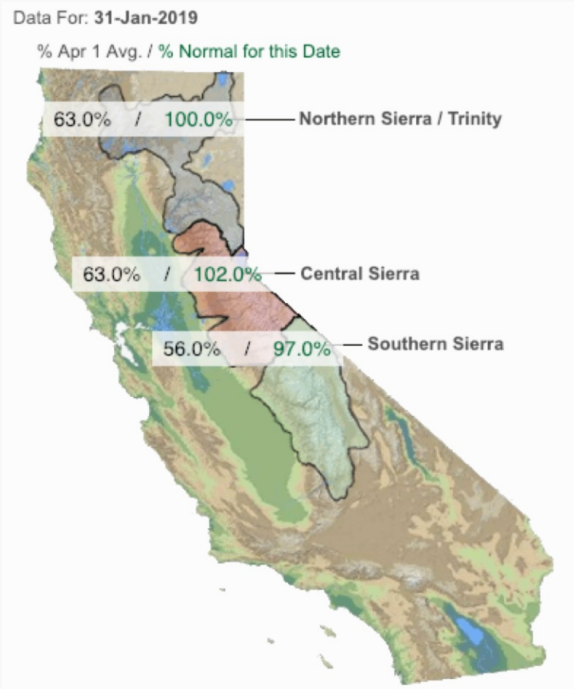 Data For: 31-Jan-2019
% Apr 1 Avg. / % Normal for this Date
63.0% / 100.0% Northern Sierra / Trinity
63.0% / 102.0% Central Sierra
56.0% / 97.0% Southern Sierra